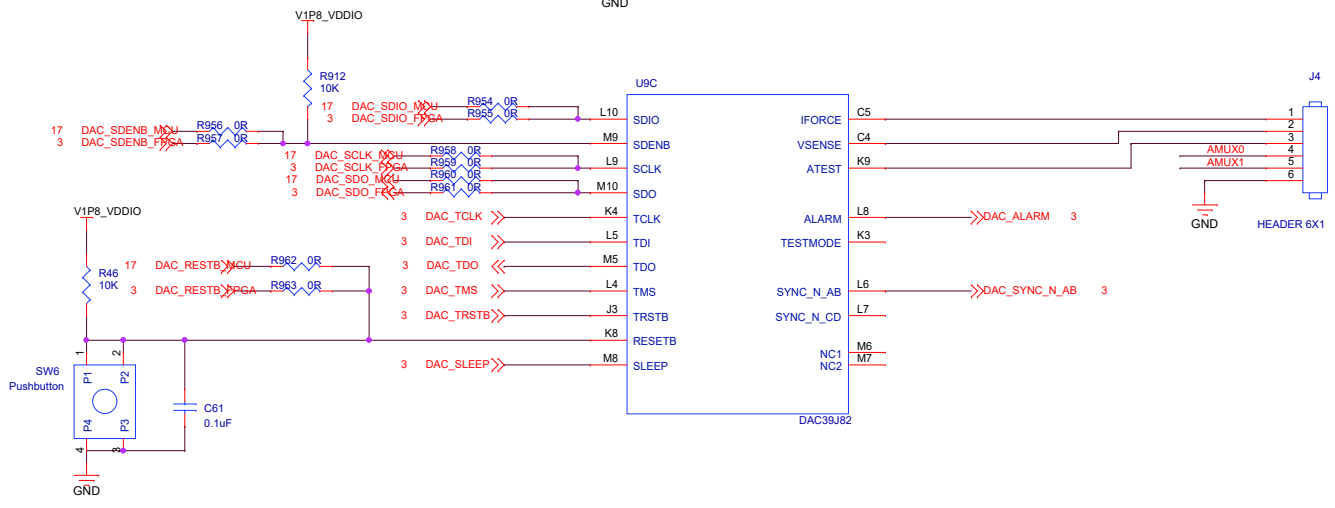 GND
V1P8_VDDIO
R912
10K
U9C
J4
17 DAC_SDIO_MCU R954 0R
3 DAC_SDIO_FPGA R955 0R
L10 SDIO
IFORCE C5
1
17 DAC_SDENB_MCU R956 0R
3 DAC_SDENB_FPGA R957 0R
2
M9 SDENB
VSENSE C4
3
17 DAC_SCLK_MCU R958 0R
AMUX0 4
3 DAC_SCLK_FPGA R959 0R
L9 SCLK
ATEST K9
AMUX1 5
17 DAC_SDO_MCU R960 0R
6
3 DAC_SDO_FPGA R961 0R
M10 SDO
V1P8_VDDIO
3 DAC_TCLK K4 TCLK
ALARM L8 DAC_ALARM 3
GND
HEADER 6X1
3 DAC_TDI L5 TDI
TESTMODE K3
17 DAC_RESTB_MCU R962 0R
3 DAC_TDO M5 TDO
R46
10K
3 DAC_RESTB_FPGA R963 0R
3 DAC_TMS L4 TMS
SYNC_N_AB L6 DAC_SYNC_N_AB 3
3 DAC_TRSTB J3 TRSTB
SYNC_N_CD L7
K8 RESETB
1 2
NC1 M6
NC2 M7
3 DAC_SLEEP M8 SLEEP
SW6
Pushbutton
P1 P2
P4 P3
C61
0.1uF
DAC39J82
4 3
GND